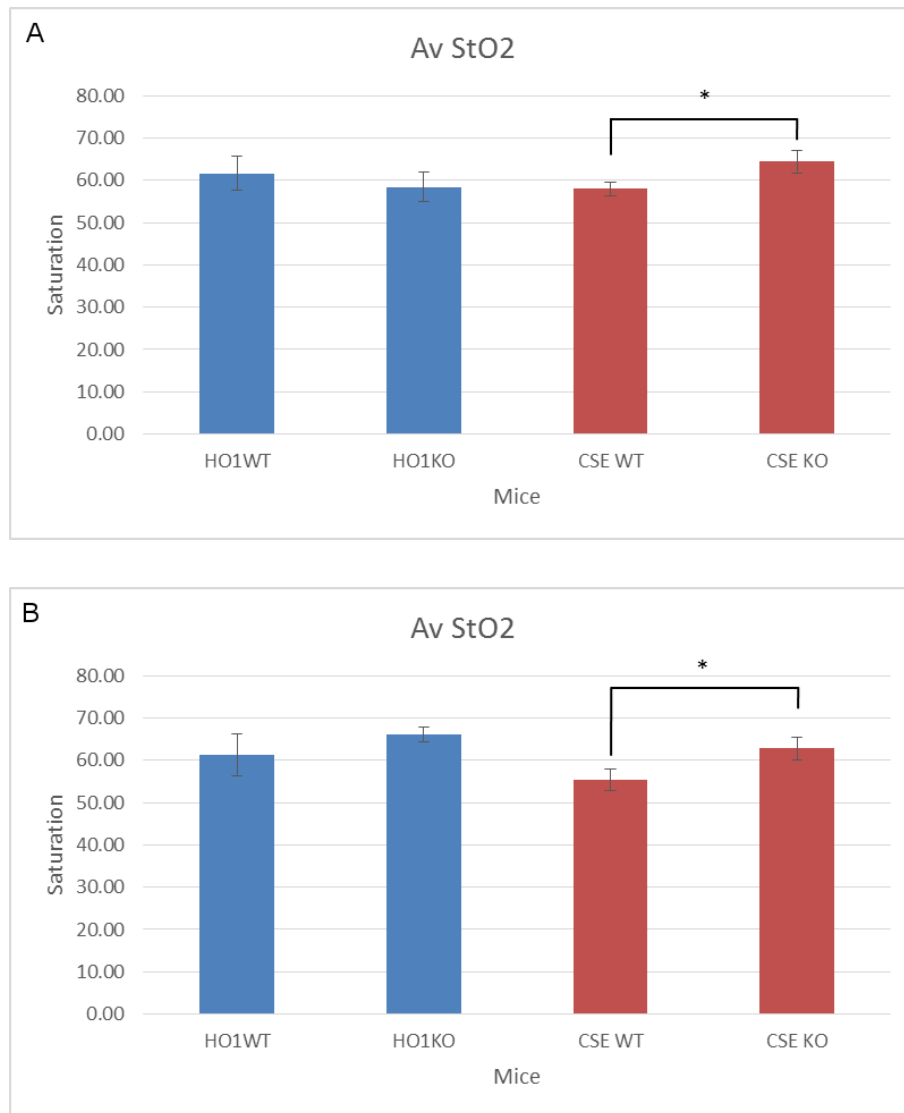 A
Av StO2
*
80.00
70.00
60.00
50.00
40.00
30.00
20.00
10.00
0.00
Saturation
HO1WT HO1KO CSE WT CSE KO
Mice
B
Av StO2
*
80.00
70.00
60.00
50.00
40.00
30.00
20.00
10.00
0.00
Saturation
HO1WT HO1KO CSE WT CSE KO
Mice